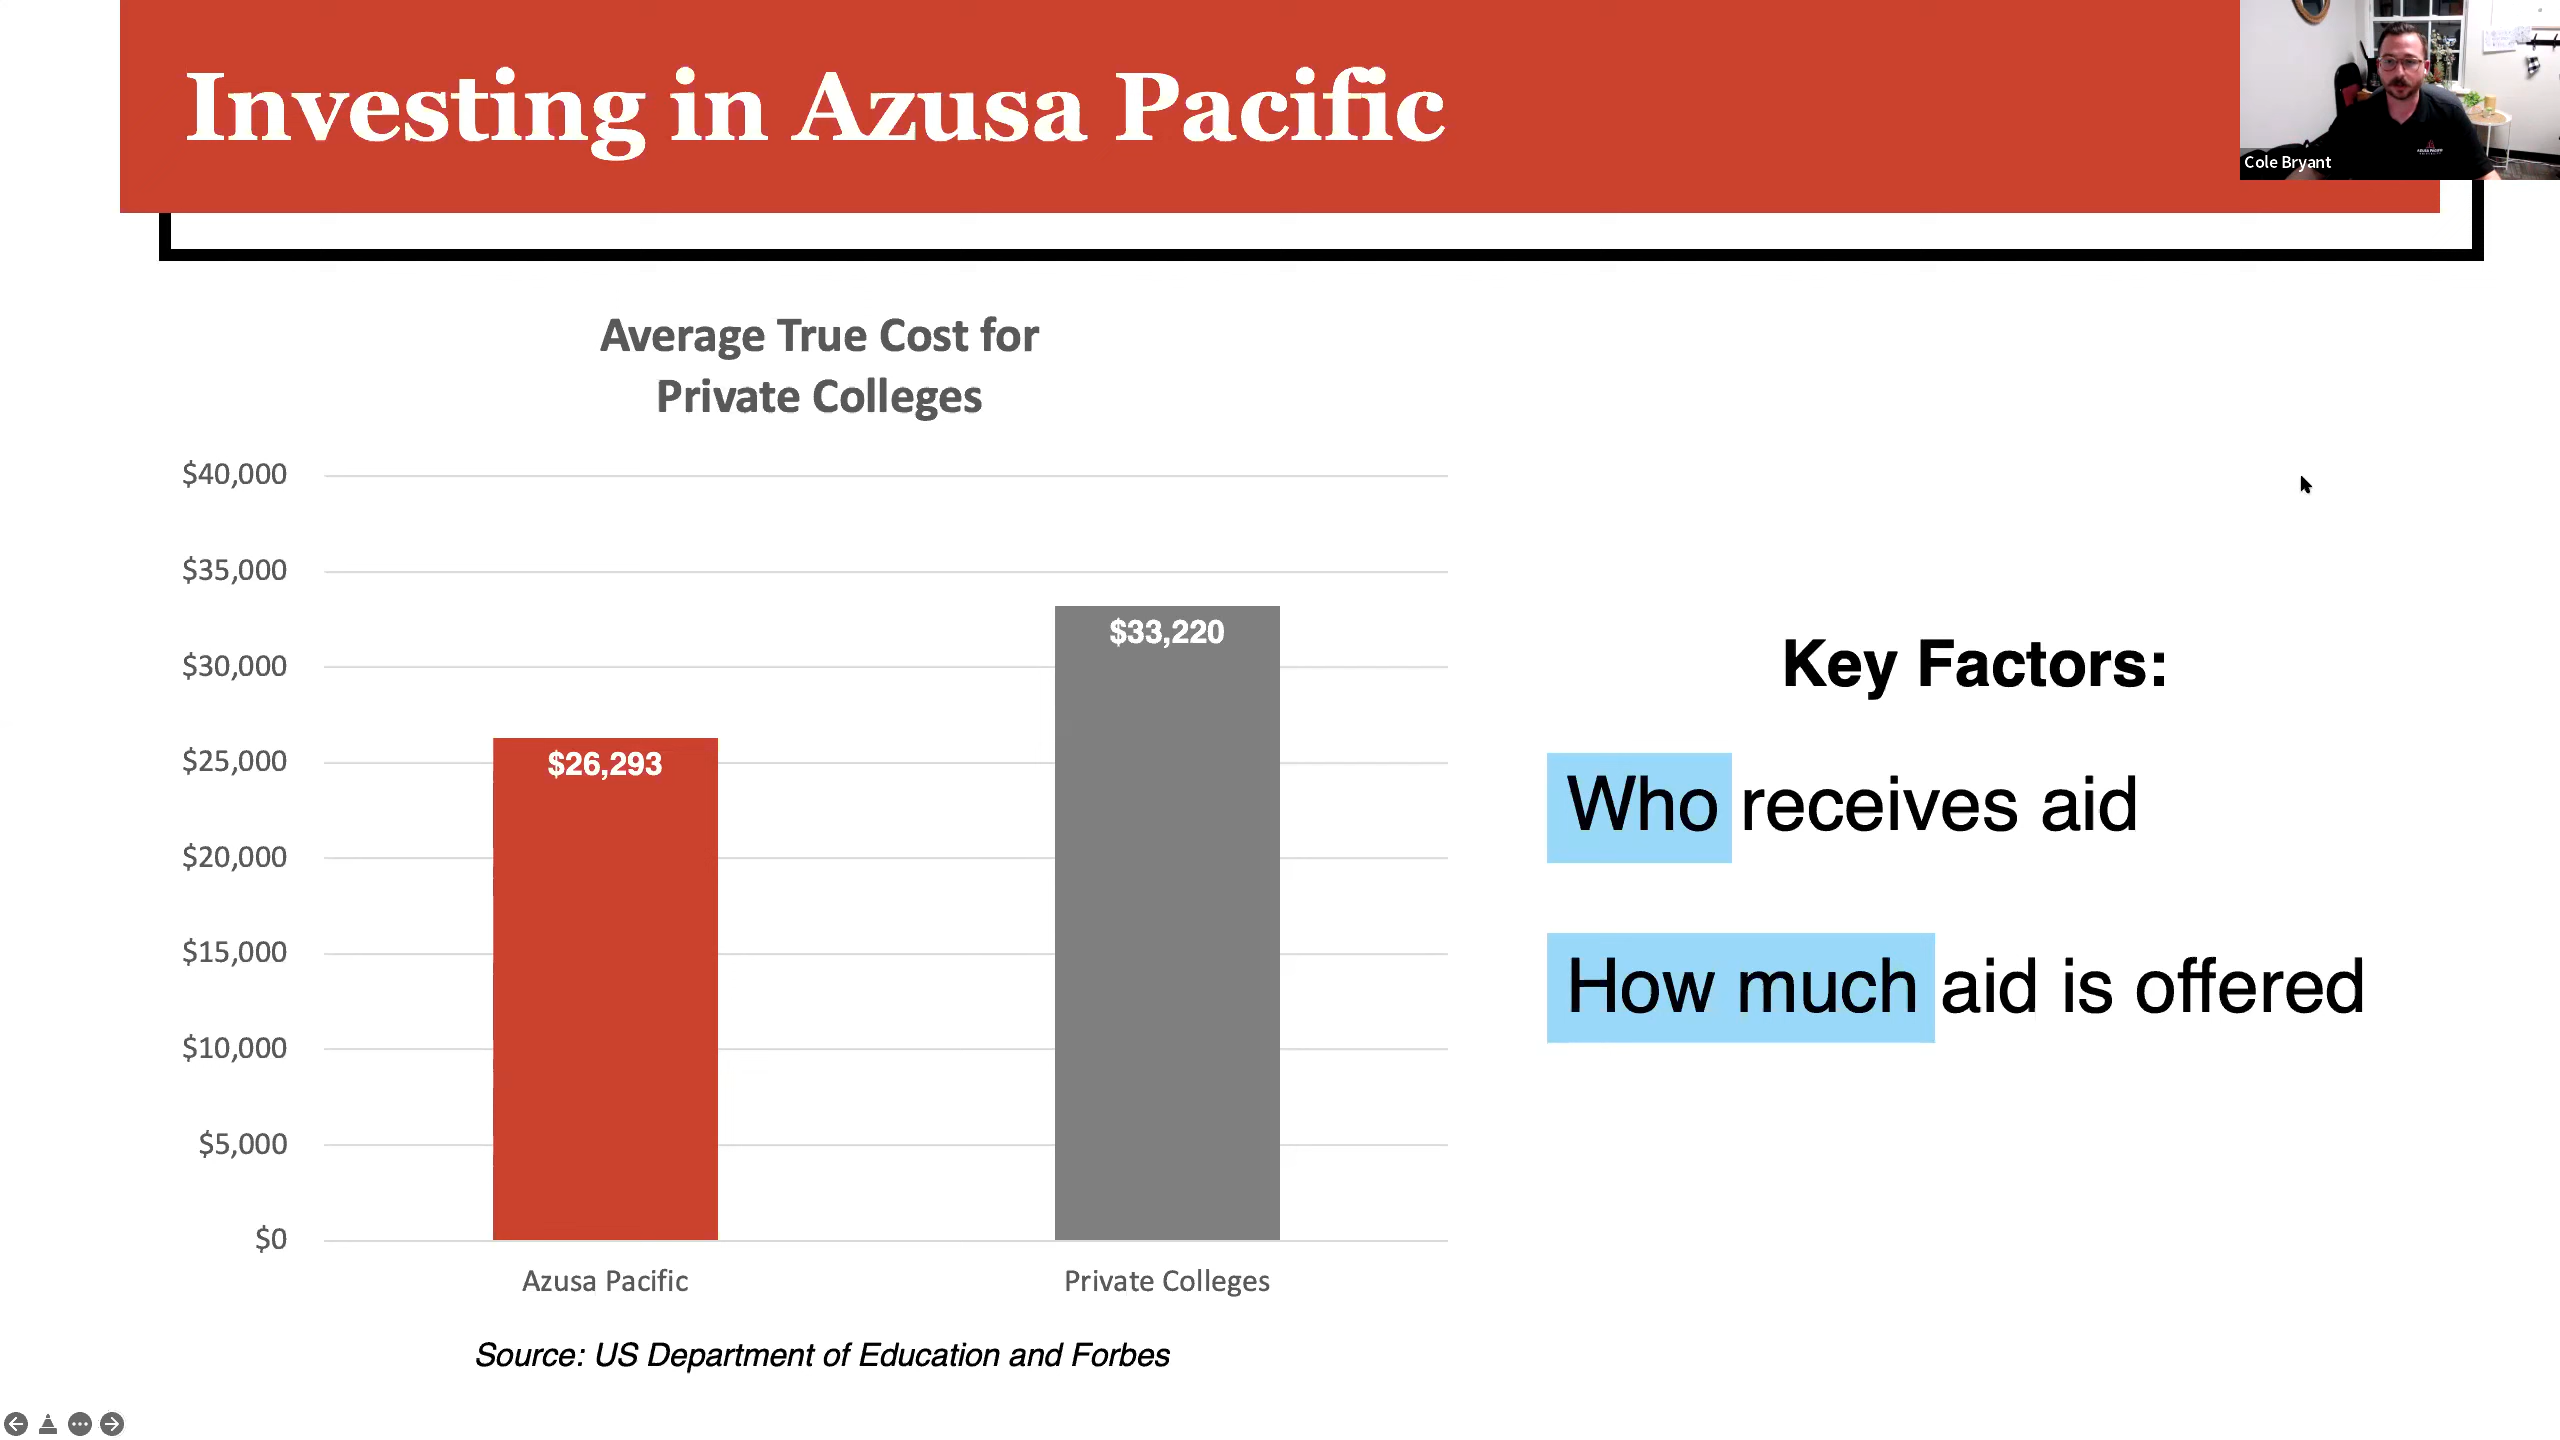 Investing in Azusa Pacific
Cole Bryant
Average True Cost for
Private Colleges
$40,000
$35,000
$30,000
$25,000
$20,000
$15,000
$10,000
$5,000
$0
$26,293
$33,220
Azusa Pacific
Private Colleges
Source: US Department of Education and Forbes
Key Factors:
Who receives aid
How much aid is offered